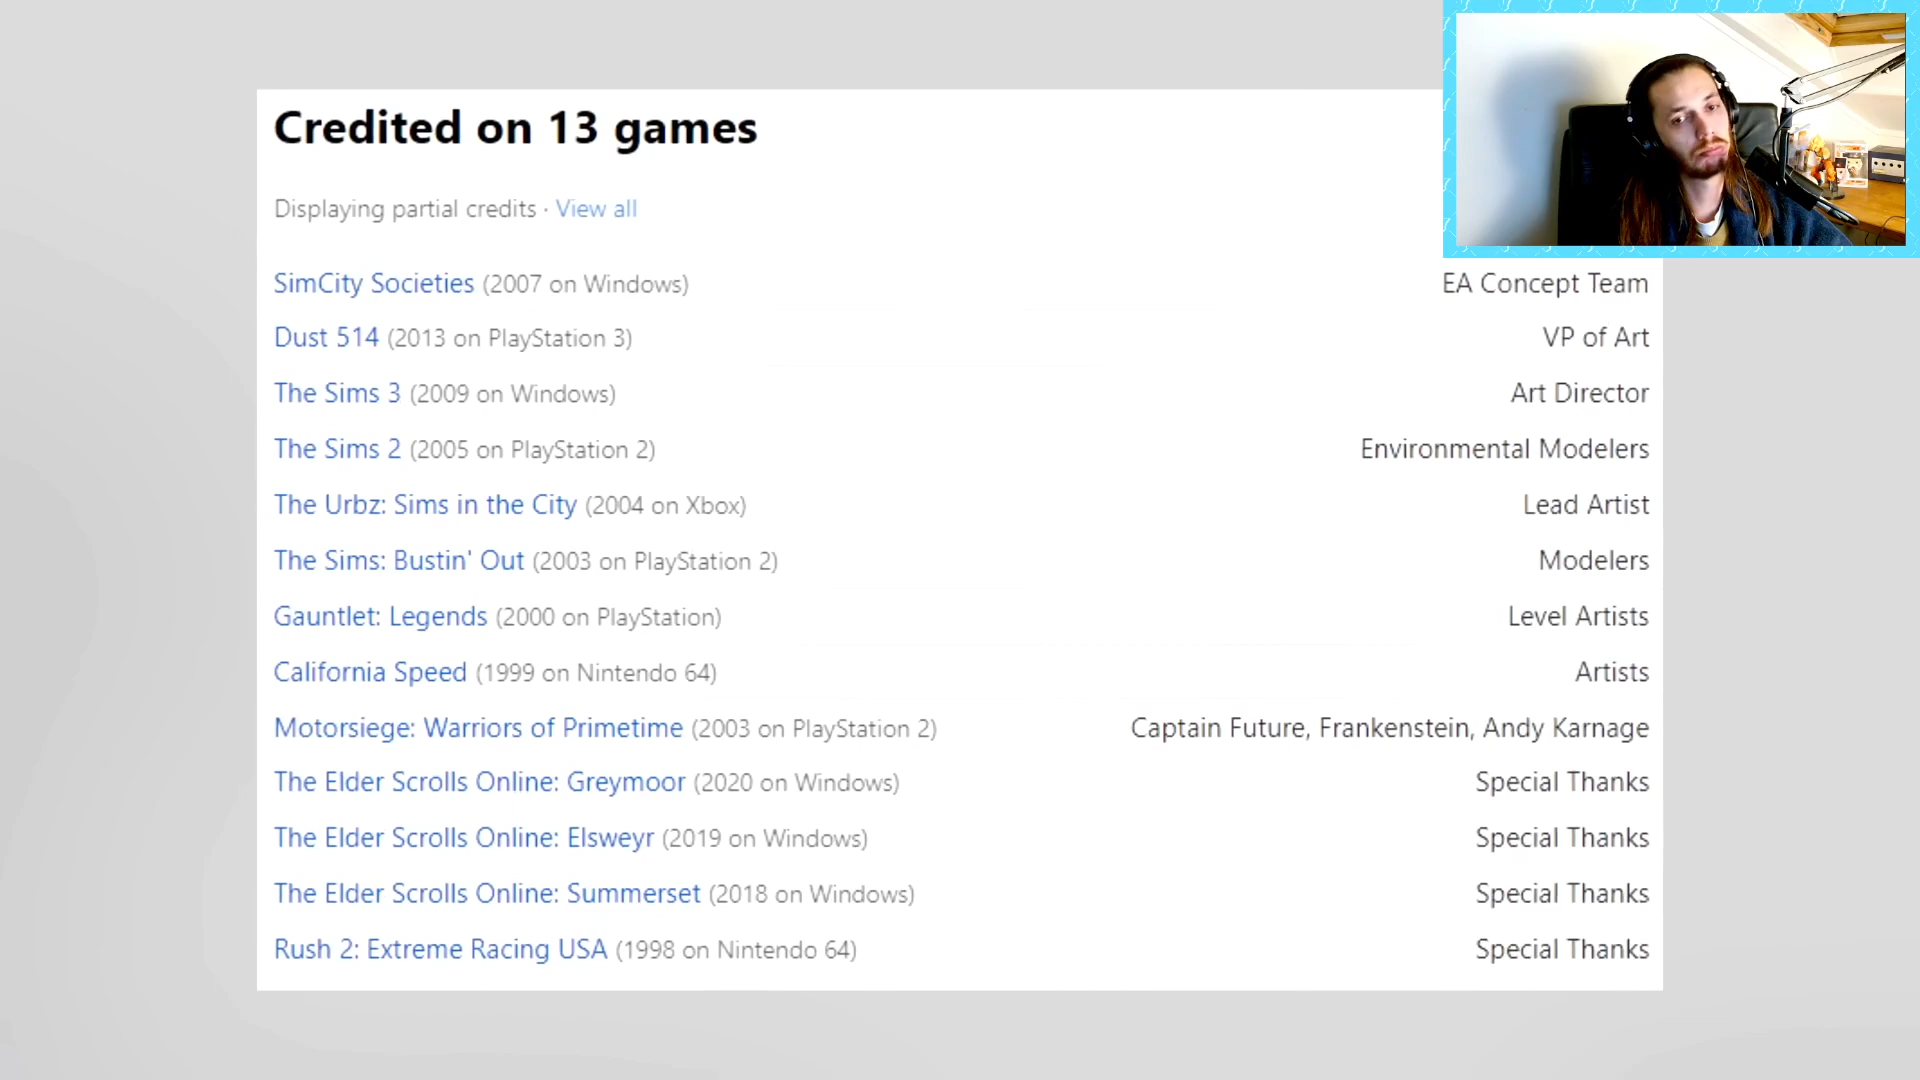 Credited on 13 games
Displaying partial credits · View all
SimCity Societies (2007 on Windows) EA Concept Team
Dust 514 (2013 on PlayStation 3) VP of Art
The Sims 3 (2009 on Windows) Art Director
The Sims 2 (2005 on PlayStation 2) Environmental Modelers
The Urbz: Sims in the City (2004 on Xbox) Lead Artist
The Sims: Bustin' Out (2003 on PlayStation 2) Modelers
Gauntlet: Legends (2000 on PlayStation) Level Artists
California Speed (1999 on Nintendo 64) Artists
Motorsiege: Warriors of Primetime (2003 on PlayStation 2) Captain Future, Frankenstein, Andy Karnage
The Elder Scrolls Online: Greymoor (2020 on Windows) Special Thanks
The Elder Scrolls Online: Elsweyr (2019 on Windows) Special Thanks
The Elder Scrolls Online: Summerset (2018 on Windows) Special Thanks
Rush 2: Extreme Racing USA (1998 on Nintendo 64) Special Thanks